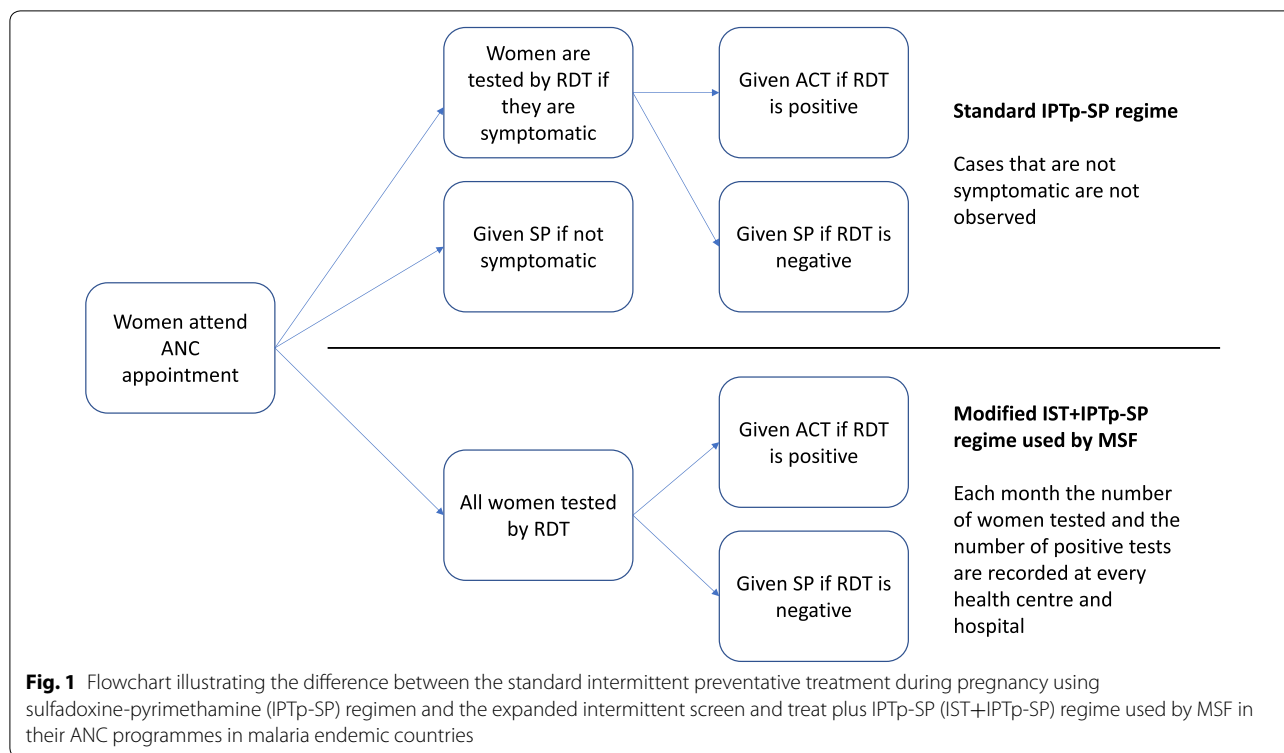 Women are
tested by RDT if
they are
symptomatic
Given ACT if RDT
is positive
Standard IPTp-SP regime
Cases that are not
symptomatic are not
observed
Given SP if not
symptomatic
Given SP if RDT is
negative
Women attend
ANC
appointment
All women tested
by RDT
Given ACT if RDT
is positive
Given SP if RDT is
negative
Modified IST+IPTp-SP
regime used by MSF
Each month the number
of women tested and the
number of positive tests
are recorded at every
health centre and
hospital
Fig. 1 Flowchart illustrating the difference between the standard intermittent preventative treatment during pregnancy using
sulfadoxine-pyrimethamine (IPTp-SP) regimen and the expanded intermittent screen and treat plus IPTp-SP (IST+IPTp-SP) regime used by MSF in
their ANC programmes in malaria endemic countries